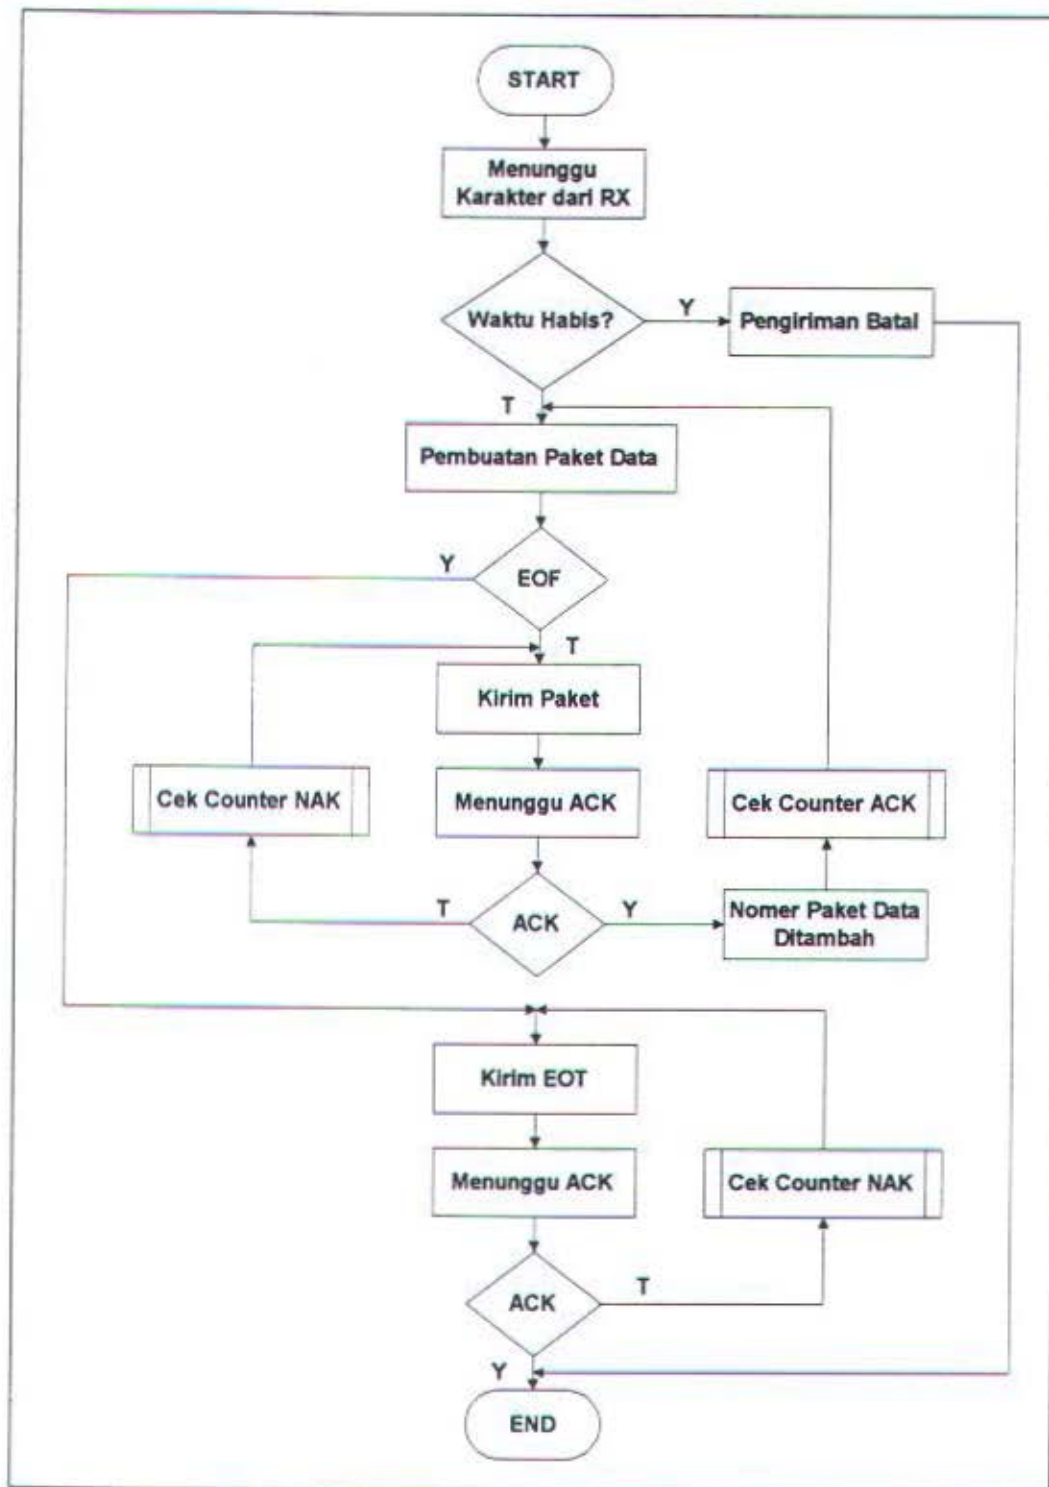 START
Menunggu
Karakter dari RX
Waktu Habis?
Y
Pengiriman Batal
T
Pembuatan Paket Data
Y
EOF
T
Kirim Paket
Cek Counter NAK
Menunggu ACK
Cek Counter ACK
T
ACK
Y
Nomer Paket Data
Ditambah
Kirim EOT
Menunggu ACK
Cek Counter NAK
ACK
T
Y
END